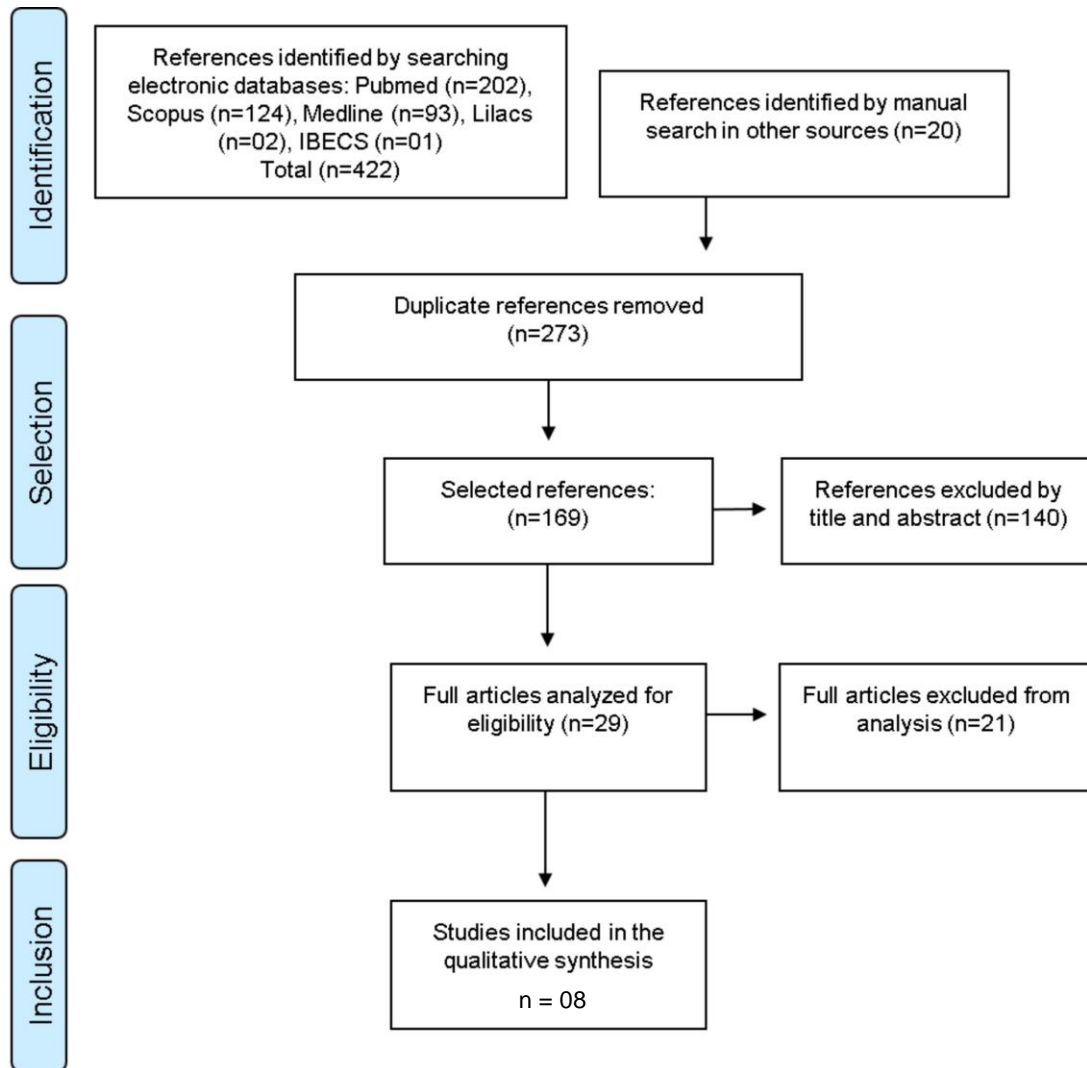 Identification
References identified by searching
electronic databases: Pubmed (n=202),
Scopus (n=124), Medline (n=93), Lilacs
(n=02), IBECS (n=01)
Total (n=422)
References identified by manual
search in other sources (n=20)
Duplicate references removed
(n=273)
Selection
Selected references:
(n=169)
References excluded by
title and abstract (n=140)
Eligibility
Full articles analyzed for
eligibility (n=29)
Full articles excluded from
analysis (n=21)
Inclusion
Studies included in the
qualitative synthesis
n = 08